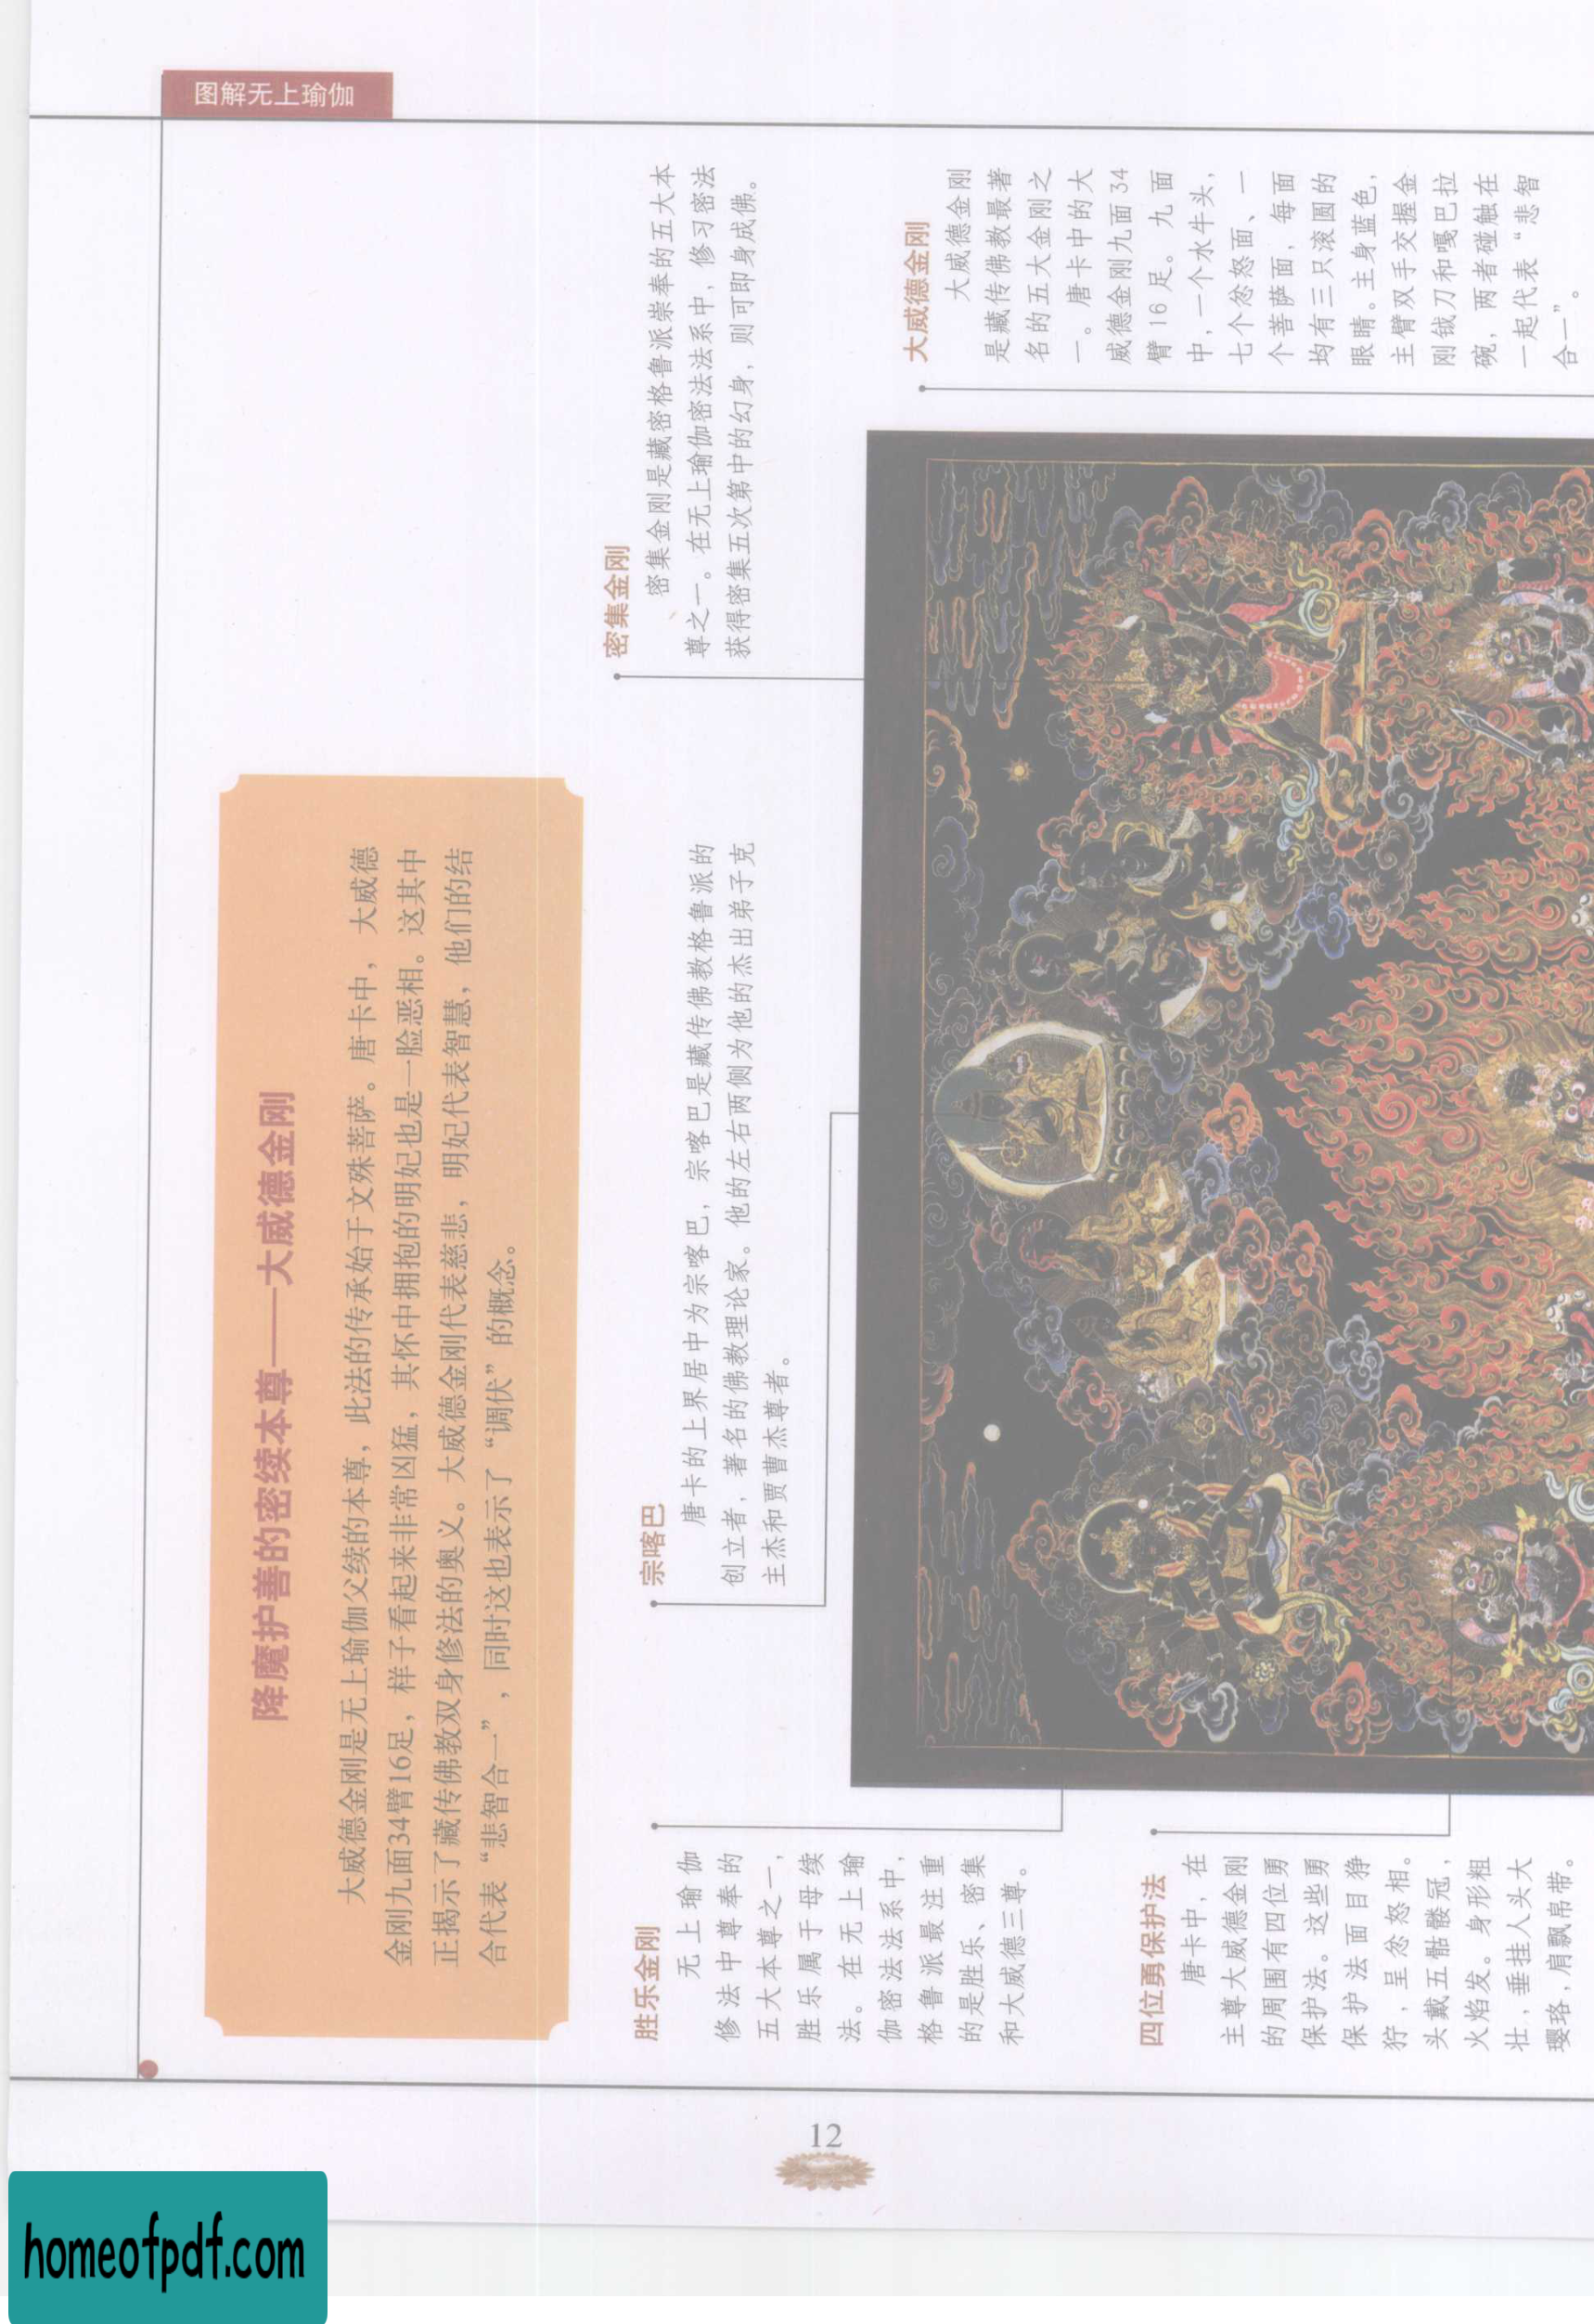 图解无上瑜伽
降魔护善的密续本尊——大威德金刚
大威德金刚是无上瑜伽父续的本尊，此法的传承始于文殊菩萨。唐卡中，大威德
金刚九面34臂16足，样子看起来非常凶猛，其怀中拥抱的明妃也是一脸恶相。这其中
正揭示了藏传佛教双身修法的奥义。大威德金刚代表慈悲，明妃代表智慧，他们的结
合代表“悲智合一”，同时这也表示了“调伏”的概念。
胜乐金刚
无上瑜伽
修法中尊奉的
五大本尊之一，
胜乐属于母续
法。在无上瑜
伽密法法系中，
格鲁派最注重
的是胜乐、密集
和大威德三尊。
宗喀巴
唐卡的上界居中为宗喀巴，宗喀巴是藏传佛教格鲁派的
创立者，著名的佛教理论家。他的左右两侧为他的杰出弟子克
主杰和贾曹杰尊者。
密集金刚
密集金刚是藏密格鲁派崇奉的五大本
尊之一。在无上瑜伽密法法系中，修习密法
获得密集五次第中的幻身，则可即身成佛。
大威德金刚
大威德金刚
是藏传佛教最著
名的五大金刚之
一。唐卡中的大
威德金刚九面34
臂16足。九面
中，一个水牛头，
七个忿怒面、一
个菩萨面，每面
均有三只滚圆的
眼睛。主身蓝色，
主臂双手交握金
刚钺刀和嘎巴拉
碗，两者碰触在
一起代表“悲智
合一”。
四位勇保护法
唐卡中，在
主尊大威德金刚
的周围有四位勇
保护法。这些勇
保护法面目狰
狞，呈忿怒相。
头戴五骷髅冠，
火焰发。身形粗
壮，垂挂人头大
璎珞，肩飘帛带。
12
homeofpdf.com